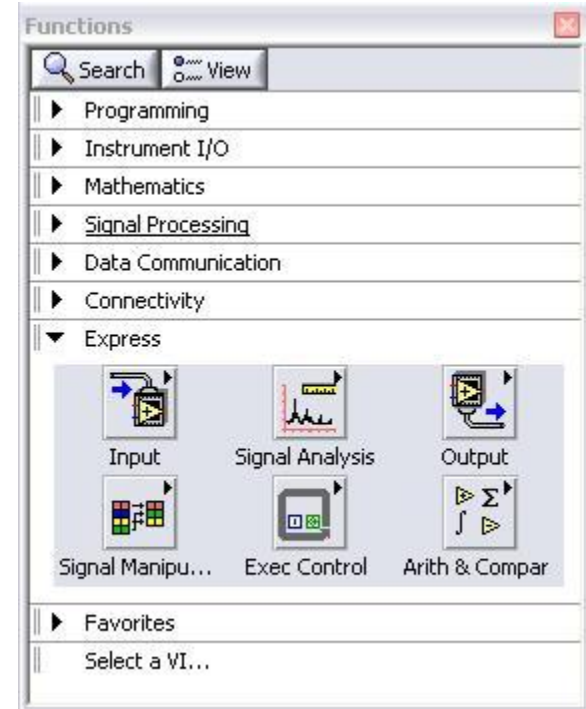 Functions
Search View
Programming
Instrument I/O
Mathematics
Signal Processing
Data Communication
Connectivity
Express
Input Signal Analysis Output
Signal Manipu... Exec Control Arith & Compar
Favorites
Select a VI...